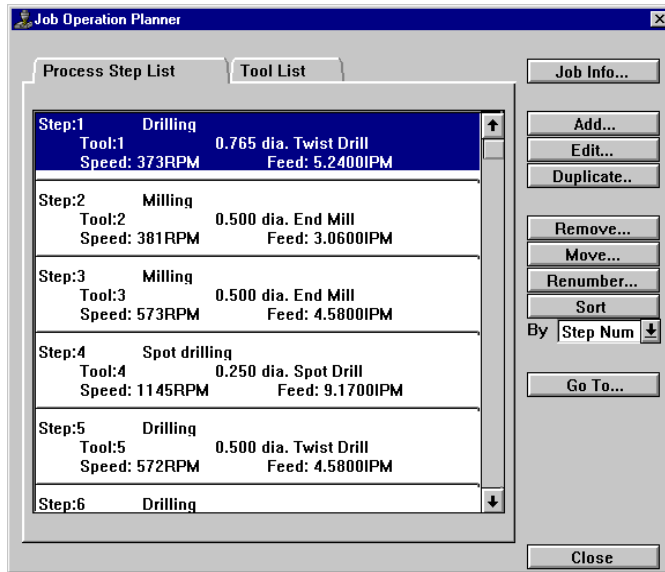 Job Operation Planner
Process Step List
Tool List
Step:1 Drilling
Tool:1 0.765 dia. Twist Drill
Speed: 373RPM Feed: 5.2400IPM
Step:2 Milling
Tool:2 0.500 dia. End Mill
Speed: 381RPM Feed: 3.0600IPM
Step:3 Milling
Tool:3 0.500 dia. End Mill
Speed: 573RPM Feed: 4.5800IPM
Step:4 Spot drilling
Tool:4 0.250 dia. Spot Drill
Speed: 1145RPM Feed: 9.1700IPM
Step:5 Drilling
Tool:5 0.500 dia. Twist Drill
Speed: 572RPM Feed: 4.5800IPM
Step:6 Drilling
Job Info...
Add...
Edit...
Duplicate..
Remove...
Move...
Renumber...
Sort
By Step Num
Go To...
Close